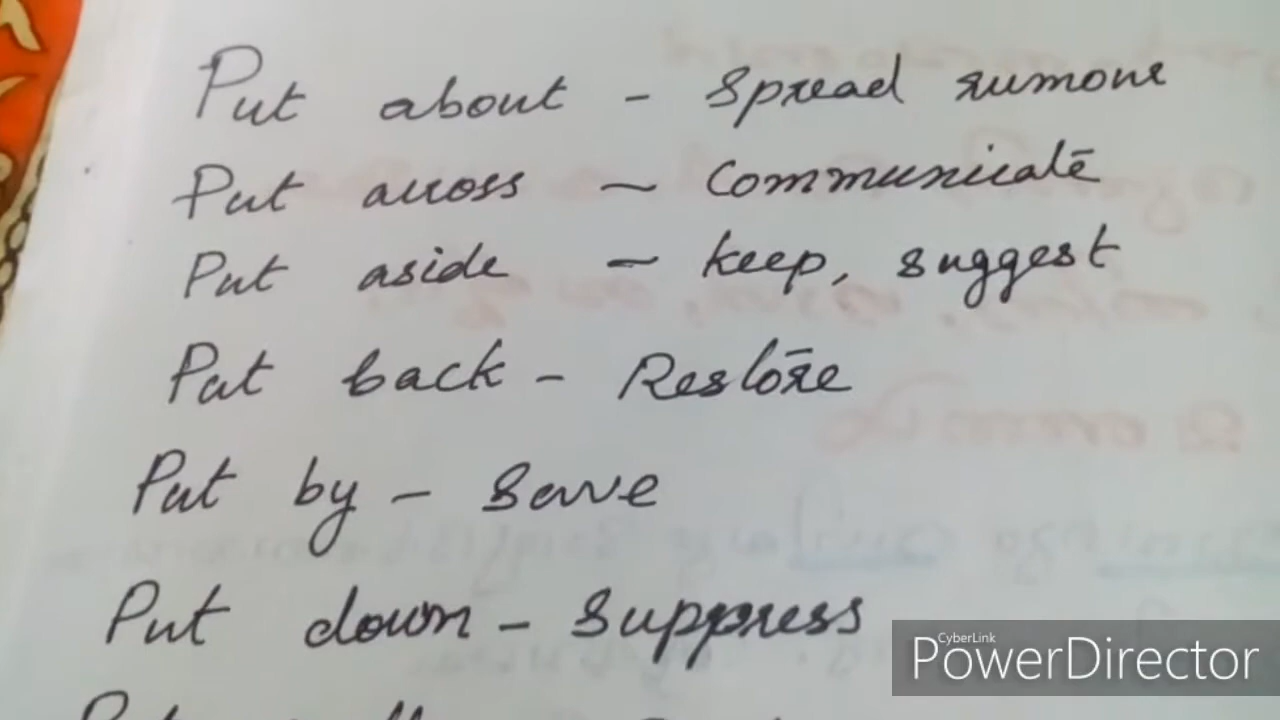 Put about - Spread rumour
Put across - Communicate
Put aside - keep, suggest
Put back - Restore
Put by - Save
Put down - Suppress
CyberLink
PowerDirector